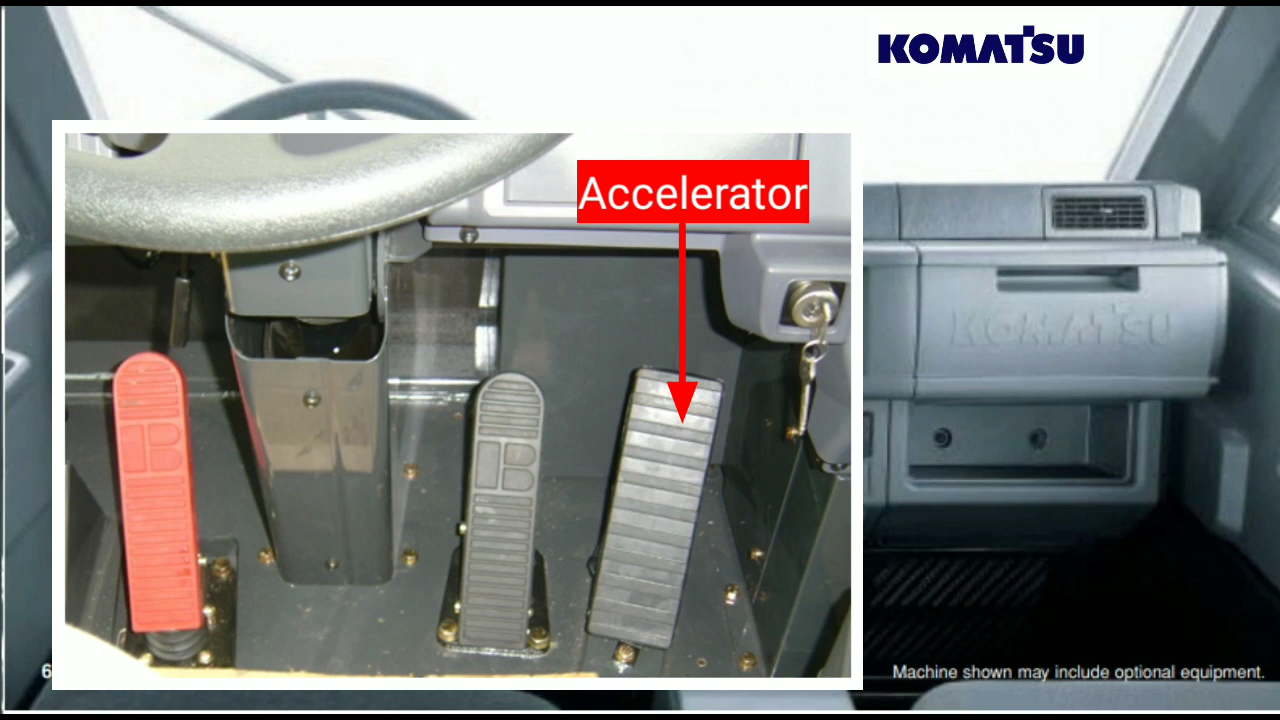 KOMATSU
Accelerator
KOMATSU
B
B
6
Machine shown may include optional equipment.